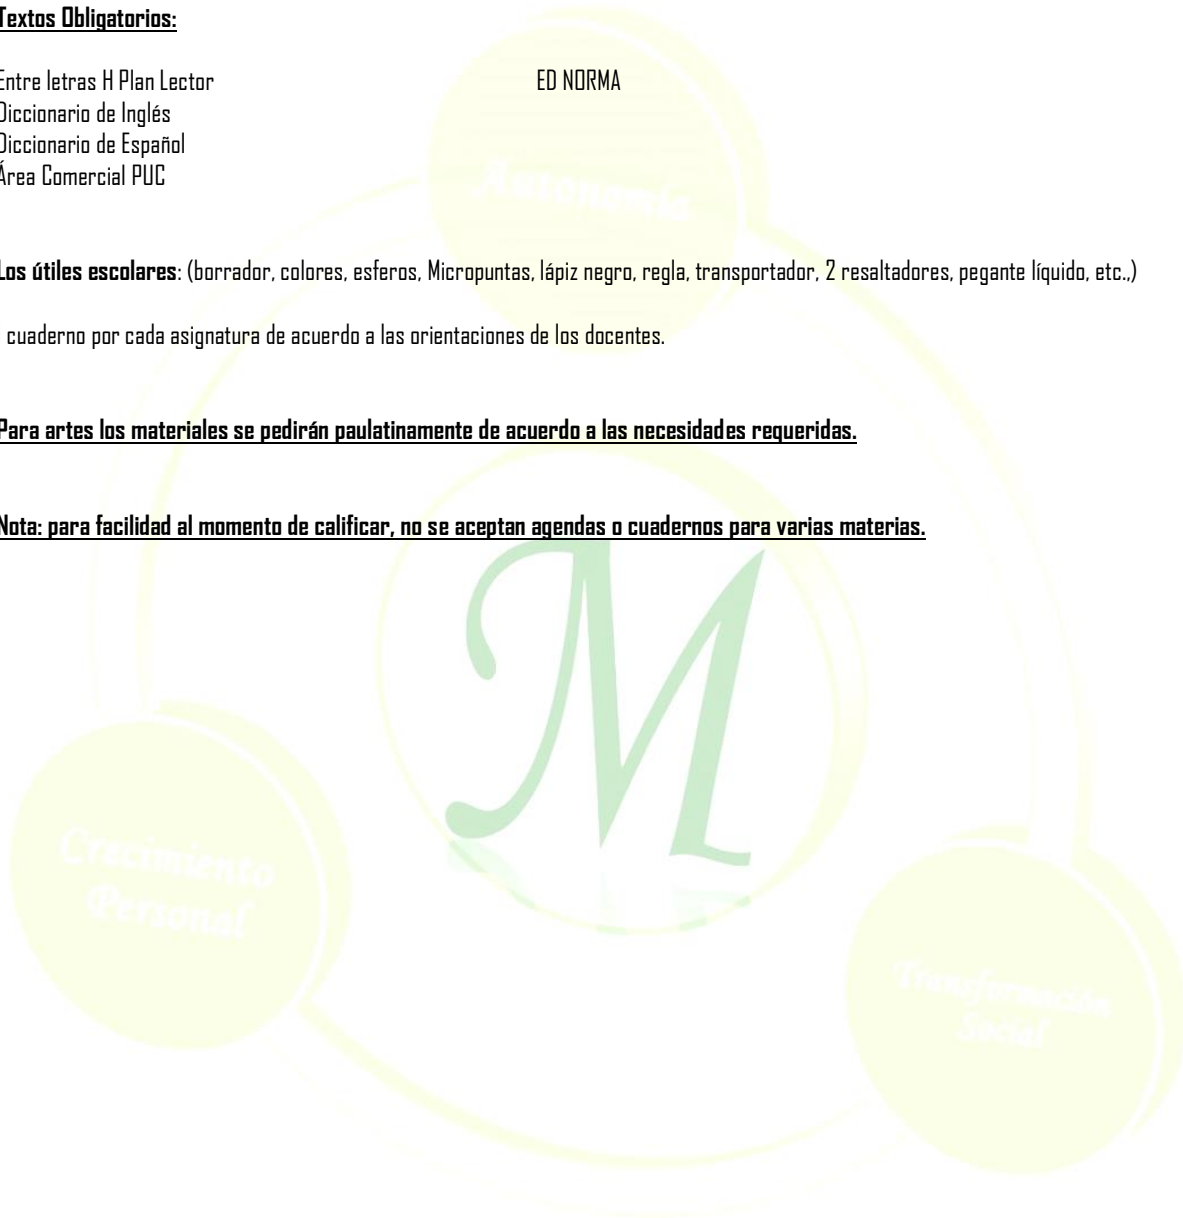 Textos Obligatorios:
Entre letras H Plan Lector ED NORMA
Diccionario de Inglés
Diccionario de Español
Área Comercial PUC
Los útiles escolares: (borrador, colores, esferos, Micropuntas, lápiz negro, regla, transportador, 2 resaltadores, pegante líquido, etc.,)
cuaderno por cada asignatura de acuerdo a las orientaciones de los docentes.
Para artes los materiales se pedirán paulatinamente de acuerdo a las necesidades requeridas.
Nota: para facilidad al momento de calificar, no se aceptan agendas o cuadernos para varias materias.
Autonomía
M
Crecimiento
Personal
Transformación
Social